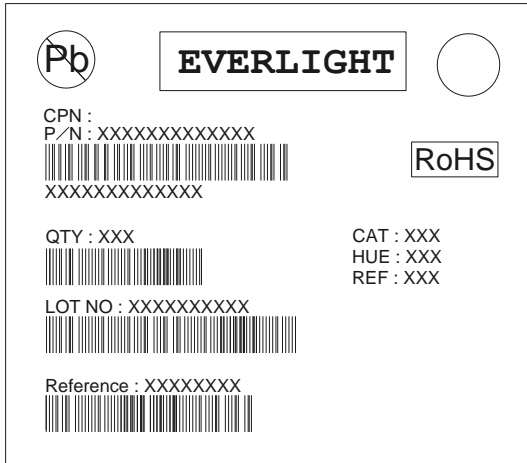 Pb
EVERLIGHT
CPN :
P/N : XXXXXXXXXXXXX
RoHS
XXXXXXXXXXXXX
QTY : XXX
CAT : XXX
HUE : XXX
REF : XXX
LOT NO : XXXXXXXXXX
Reference : XXXXXXXX